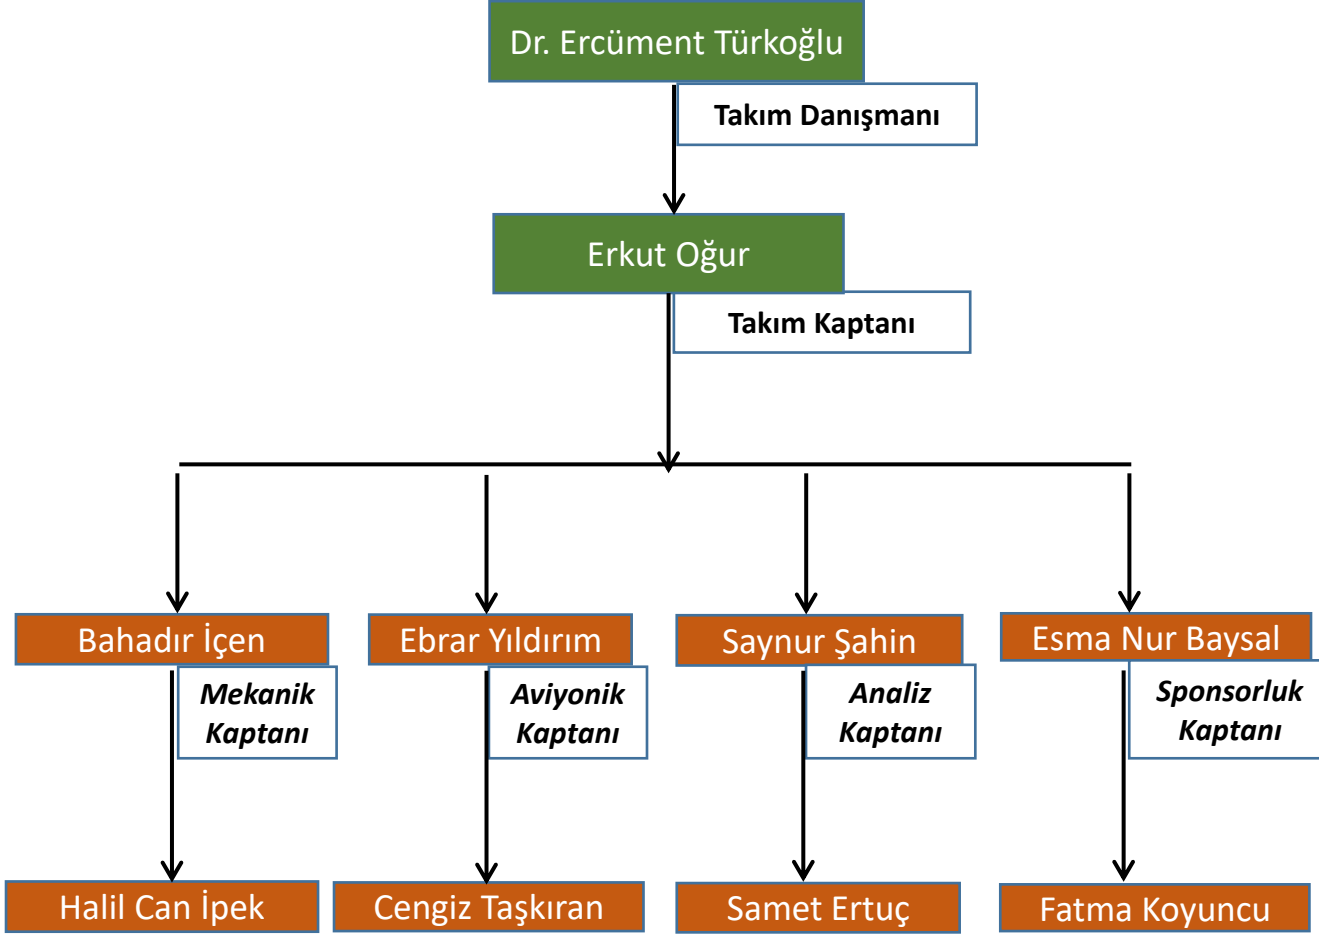 Dr. Ercüment Türkoğlu
Takım Danışmanı
Erkut Oğur
Takım Kaptanı
Bahadır İçen
Mekanik
Kaptanı
Ebrar Yıldırım
Aviyonik
Kaptanı
Saynur Şahin
Analiz
Kaptanı
Esma Nur Baysal
Sponsorluk
Kaptanı
Halil Can İpek
Cengiz Taşkıran
Samet Ertuç
Fatma Koyuncu